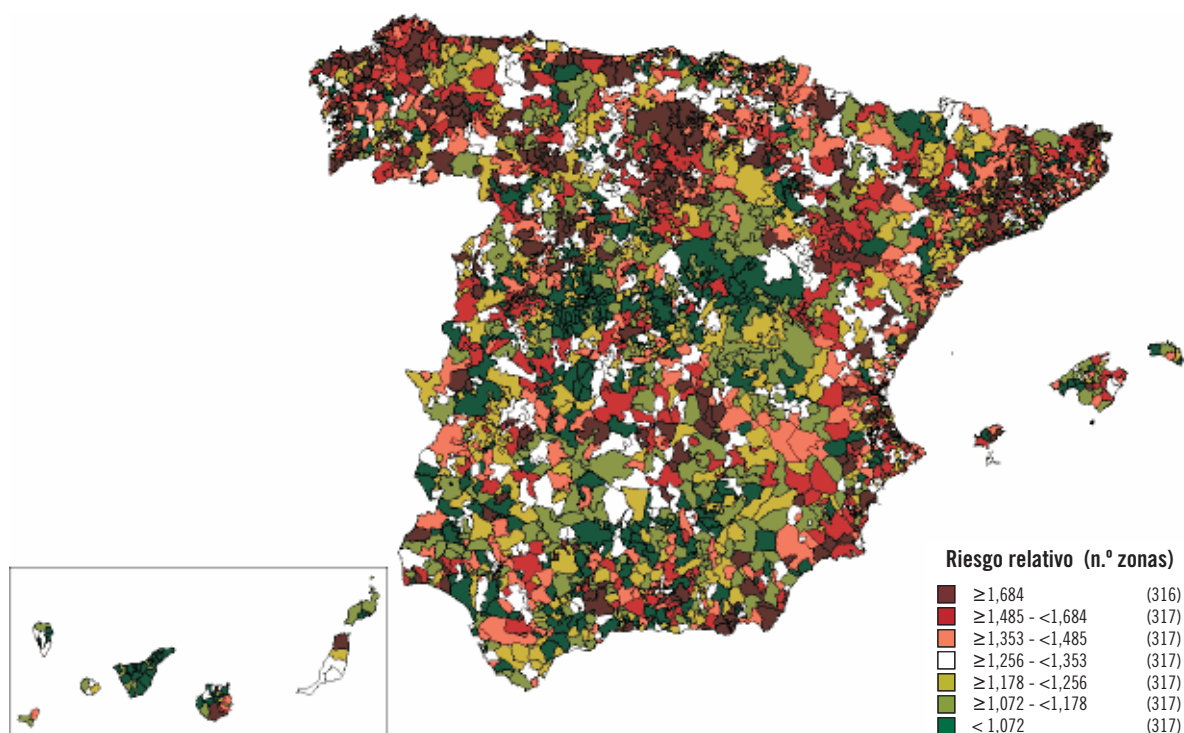 Riesgo relativo (n.º zonas)
≥1,684 (316)
≥1,485 - <1,684 (317)
≥1,353 - <1,485 (317)
≥1,256 - <1,353 (317)
≥1,178 - <1,256 (317)
≥1,072 - <1,178 (317)
< 1,072 (317)